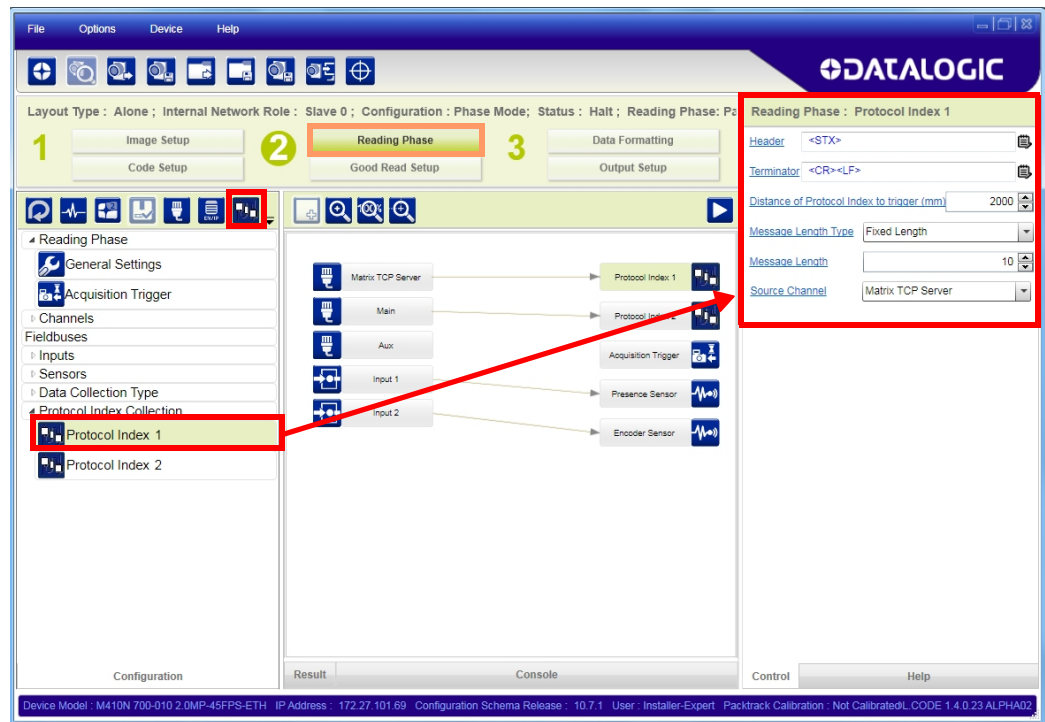 File Options Device Help
DATALOGIC
Layout Type : Alone ; Internal Network Role : Slave 0 ; Configuration : Phase Mode; Status : Halt ; Reading Phase: Pa
1
Image Setup
Code Setup
2
Reading Phase
Good Read Setup
3
Data Formatting
Output Setup
EN/IP
Reading Phase
General Settings
Acquisition Trigger
Channels
Fieldbuses
Inputs
Sensors
Data Collection Type
Protocol Index Collection
Protocol Index 1
Protocol Index 2
Configuration
100%
Matrix TCP Server
Main
Aux
Input 1
Input 2
Protocol Index 1
Protocol Index 2
Acquisition Trigger
Presence Sensor
Encoder Sensor
Result Console
Reading Phase : Protocol Index 1
Header <STX>
Terminator <CR><LF>
Distance of Protocol Index to trigger (mm) 2000
Message Length Type Fixed Length
Message Length 10
Source Channel Matrix TCP Server
Control Help
Device Model : M410N 700-010 2.0MP-45FPS-ETH IP Address : 172.27.101.69 Configuration Schema Release : 10.7.1 User : Installer-Expert Packtrack Calibration : Not Calibrated L.CODE 1.4.0.23 ALPHA02